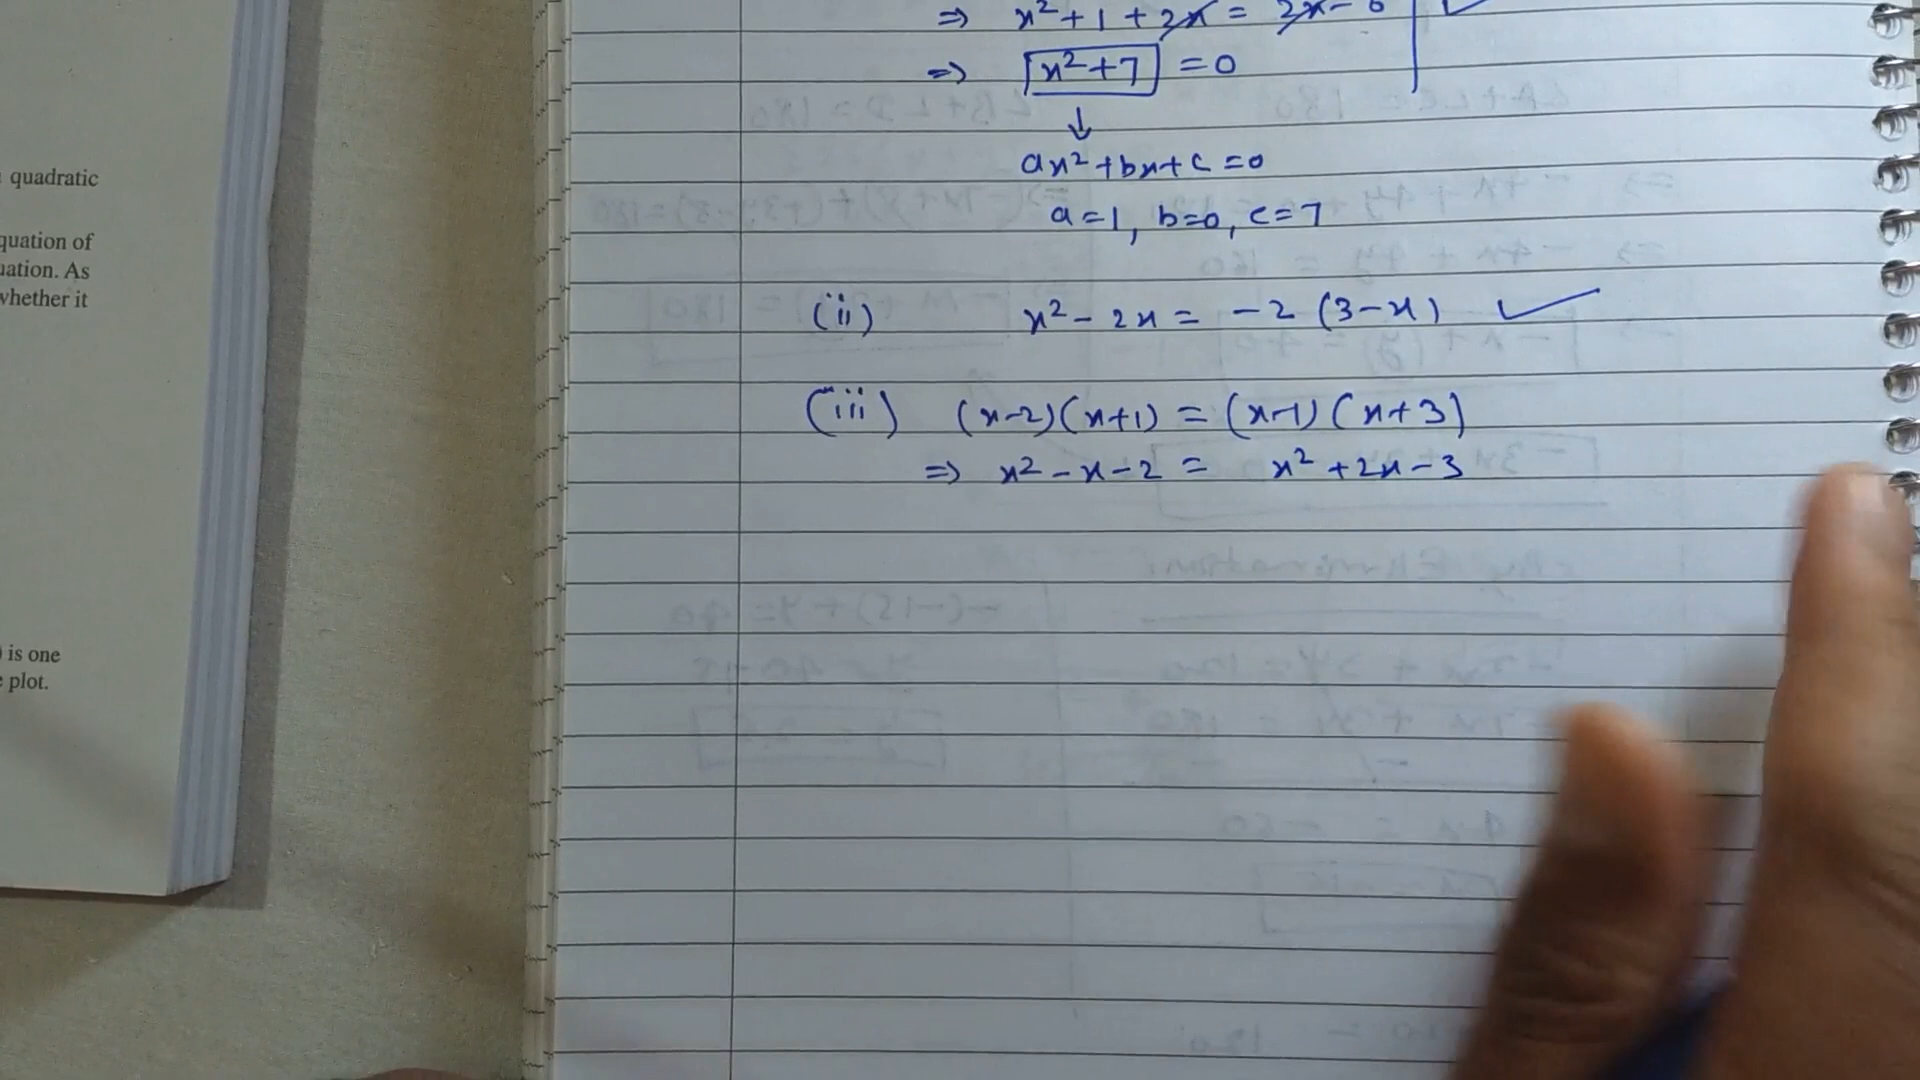 quadratic
quation of
uation. As
whether it
is one
plot.
⇒ x² + 1 + 2x = 2x - 6
⇒ x² + 7 = 0
↓
ax² + bx + c = 0
a = 1, b = 0, c = 7
(ii) x² - 2x = -2 (3 - x) ✓
(iii) (x-2)(x+1) = (x-1)(x+3)
⇒ x² - x - 2 = x² + 2x - 3